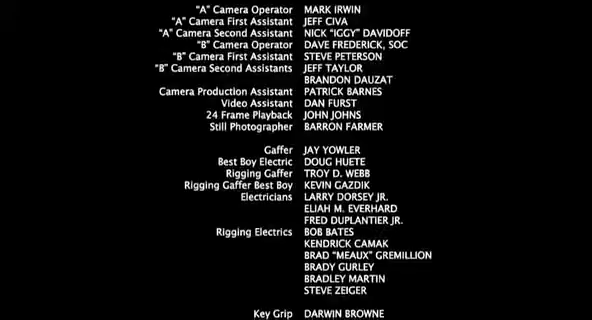 "A" Camera Operator MARK IRWIN
"A" Camera First Assistant JEFF CIVA
"A" Camera Second Assistant NICK "IGGY" DAVIDOFF
"B" Camera Operator DAVE FREDERICK, SOC
"B" Camera First Assistant STEVE PETERSON
"B" Camera Second Assistants JEFF TAYLOR
BRANDON DAUZAT
Camera Production Assistant PATRICK BARNES
Video Assistant DAN FURST
24 Frame Playback JOHN JOHNS
Still Photographer BARRON FARMER
Gaffer JAY YOWLER
Best Boy Electric DOUG HUETE
Rigging Gaffer TROY D. WEBB
Rigging Gaffer Best Boy KEVIN GAZDIK
Electricians LARRY DORSEY JR.
ELIAH M. EVERHARD
FRED DUPLANTIER JR.
Rigging Electrics BOB BATES
KENDRICK CAMAK
BRAD "MEAUX" GREMILLION
BRADY GURLEY
BRADLEY MARTIN
STEVE ZEIGER
Key Grip DARWIN BROWNE